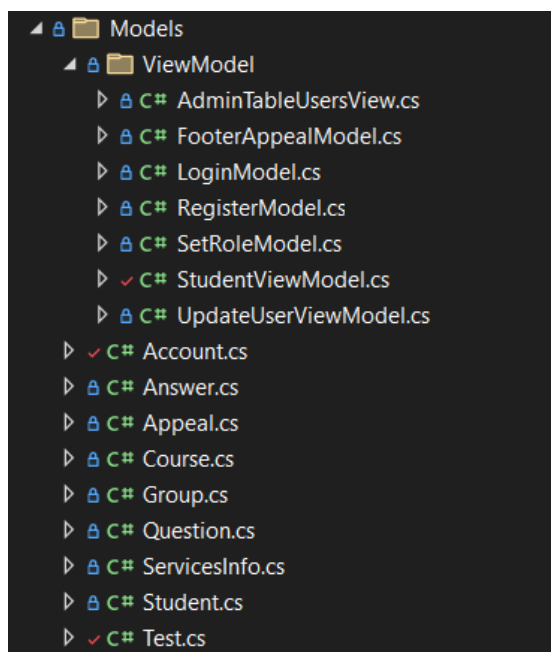 Models
ViewModel
C# AdminTableUsersView.cs
C# FooterAppealModel.cs
C# LoginModel.cs
C# RegisterModel.cs
C# SetRoleModel.cs
C# StudentViewModel.cs
C# UpdateUserViewModel.cs
C# Account.cs
C# Answer.cs
C# Appeal.cs
C# Course.cs
C# Group.cs
C# Question.cs
C# ServicesInfo.cs
C# Student.cs
C# Test.cs